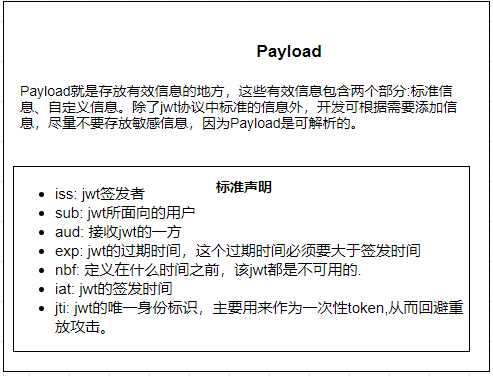 Payload
Payload就是存放有效信息的地方，这些有效信息包含两个部分:标准信
息、自定义信息。除了jwt协议中标准的信息外，开发可根据需要添加信
息，尽量不要存放敏感信息，因为Payload是可解析的。
标准声明
iss: jwt签发者
sub: jwt所面向的用户
aud: 接收jwt的一方
exp: jwt的过期时间，这个过期时间必须要大于签发时间
nbf: 定义在什么时间之前，该jwt都是不可用的.
iat: jwt的签发时间
jti: jwt的唯一身份标识，主要用来作为一次性token,从而回避重
放攻击。